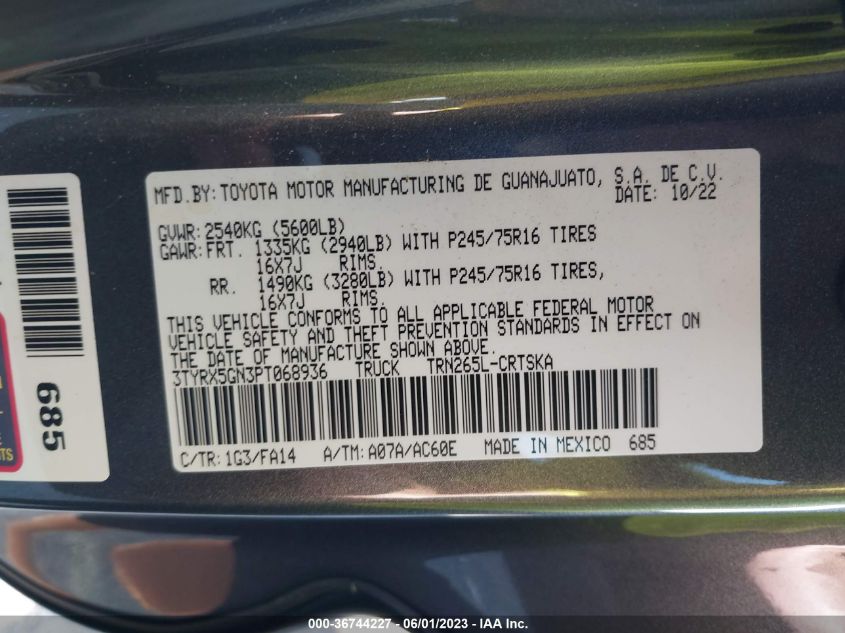 MFD.BY: TOYOTA MOTOR MANUFACTURING DE GUANAJUATO, S.A. DE C.V.
DATE: 10/22
GVWR: 2540KG (5600LB)
GAWR: FRT. 1335KG (2940LB) WITH P245/75R16 TIRES
16X7J RIMS.
RR. 1490KG (3280LB) WITH P245/75R16 TIRES,
16X7J RIMS.
THIS VEHICLE CONFORMS TO ALL APPLICABLE FEDERAL MOTOR
VEHICLE SAFETY AND THEFT PREVENTION STANDARDS IN EFFECT ON
THE DATE OF MANUFACTURE SHOWN ABOVE.
3TYRX5GN3PT068936 TRUCK TRN265L-CRTSKA
C/TR: 1G3/FA14 A/TM: A07A/AC60E MADE IN MEXICO 685
685
000-36744227 - 06/01/2023 - IAA Inc.